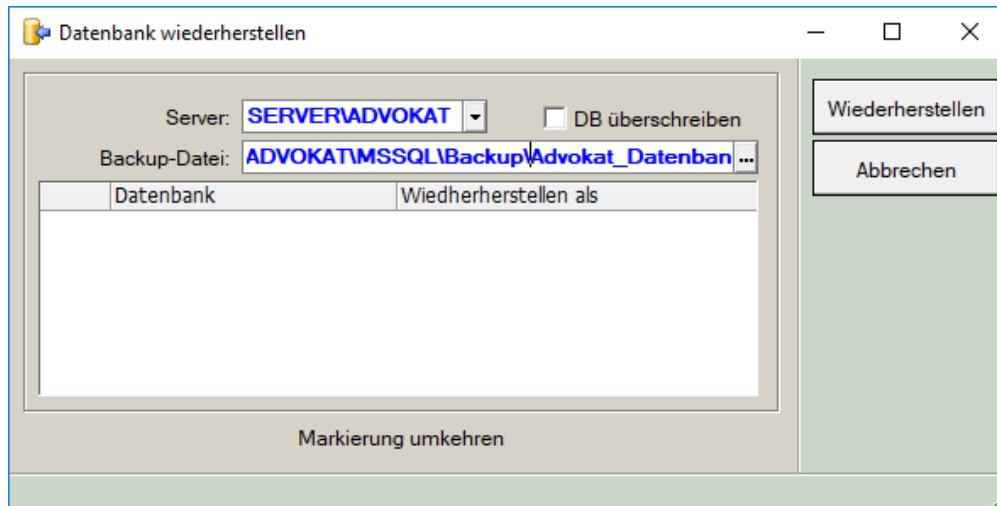 Datenbank wiederherstellen
Server: SERVER\ADVOKAT DB überschreiben
Backup-Datei: ADVOKAT\MSSQL\Backup\Advokat_Datenban ...
Datenbank Wiedherherstellen als
Markierung umkehren
Wiederherstellen
Abbrechen